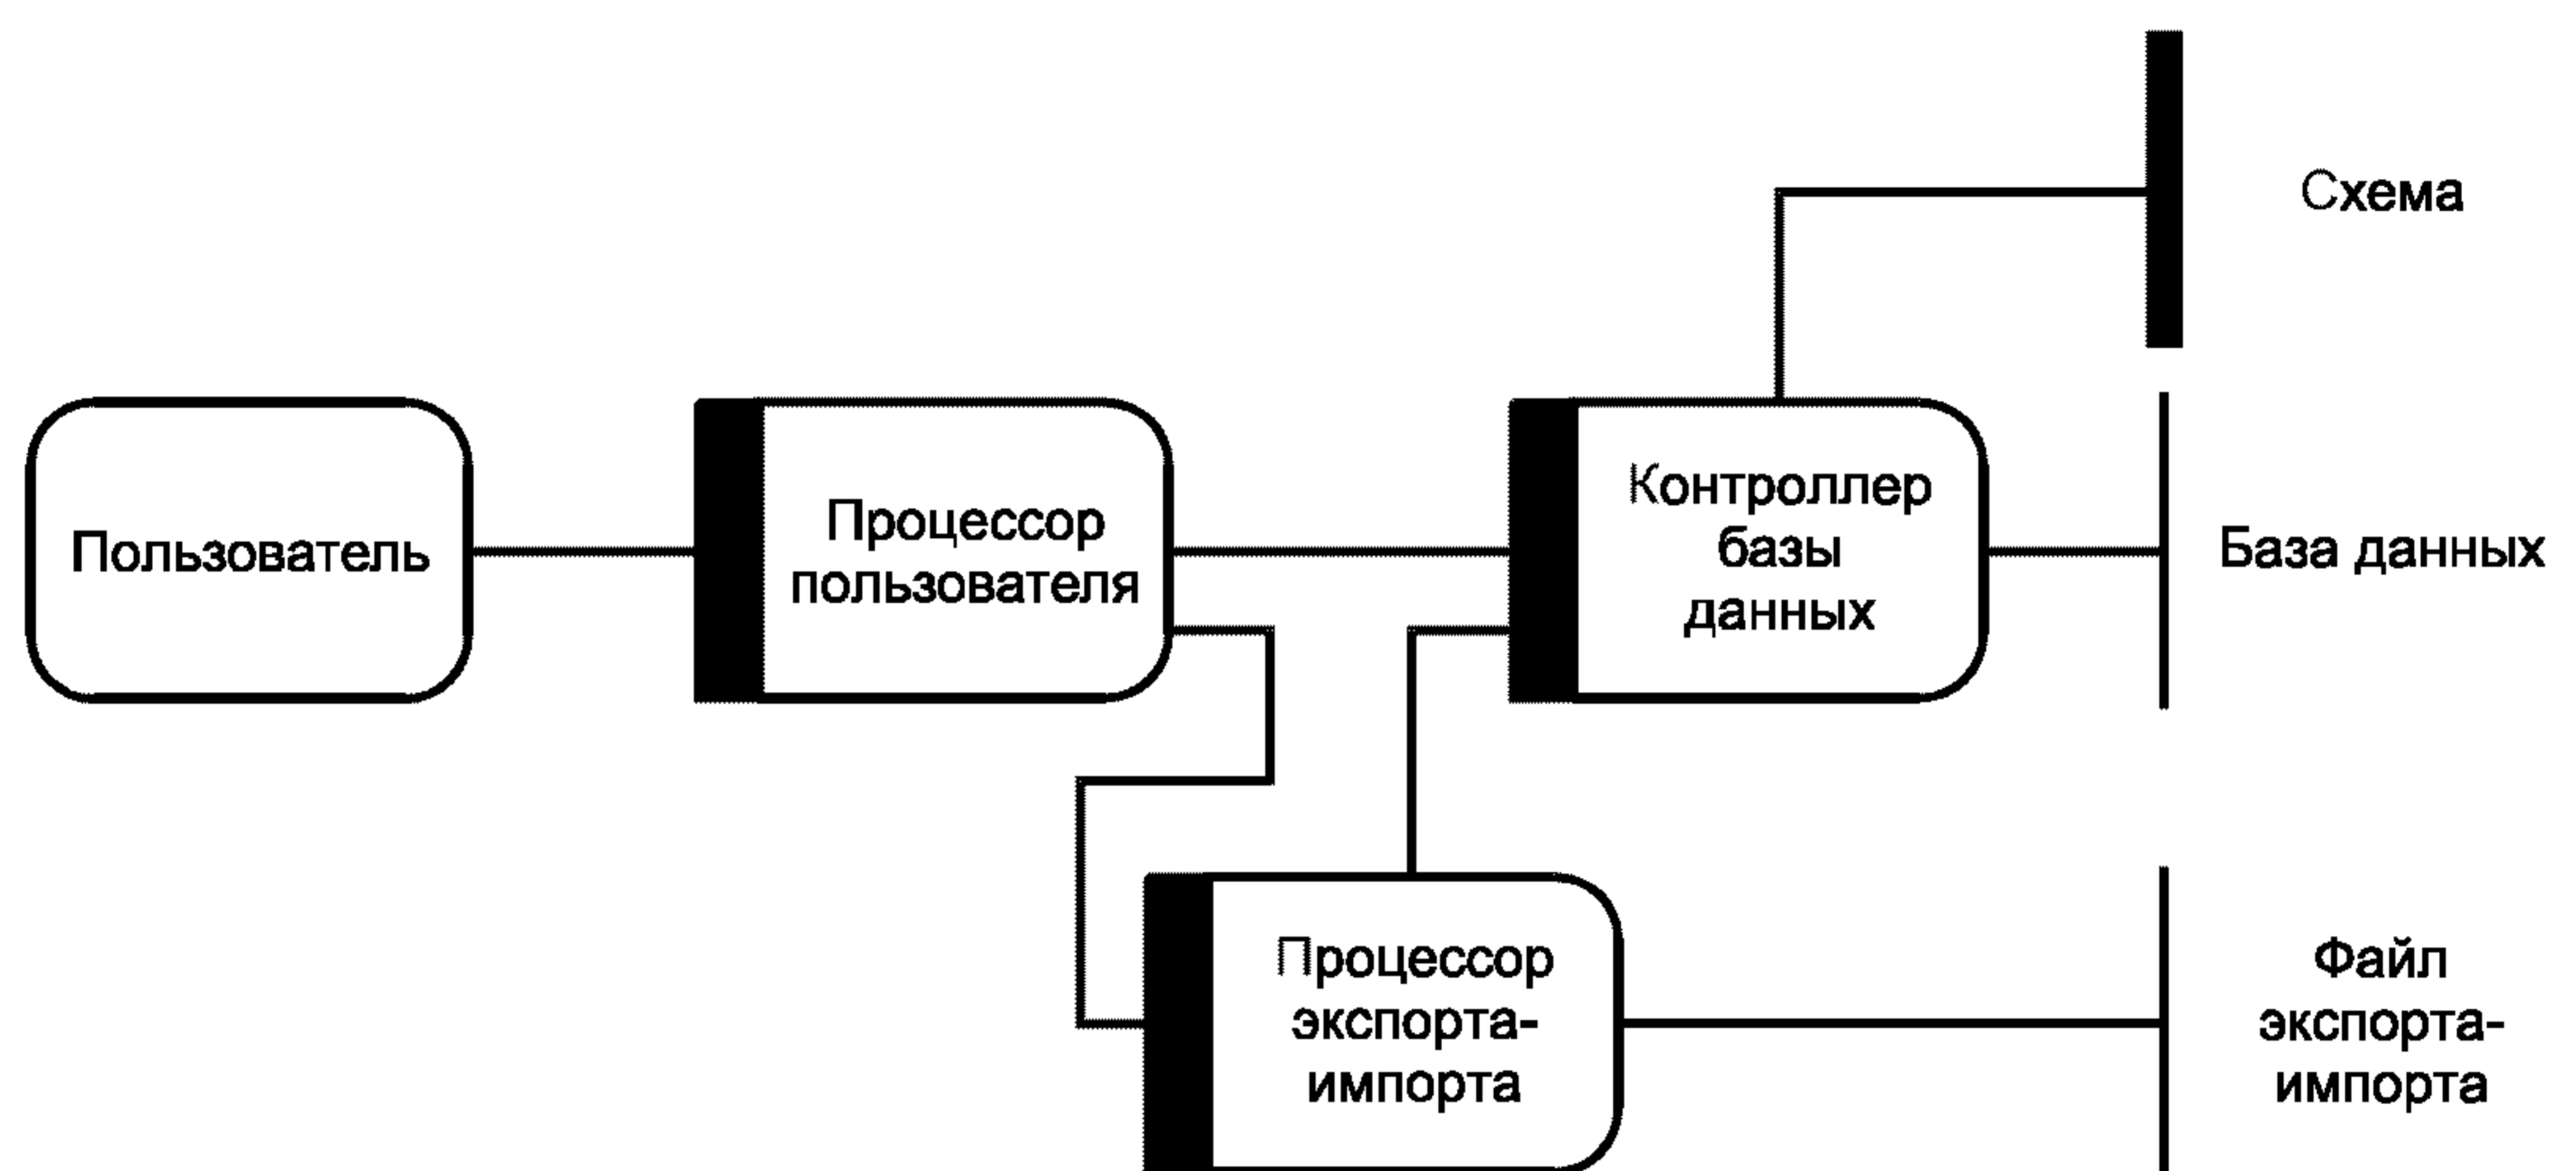 Схема
Пользователь
Процессор
пользователя
Контроллер
базы
данных
База данных
Процессор
экспорта-
импорта
Файл
экспорта-
импорта